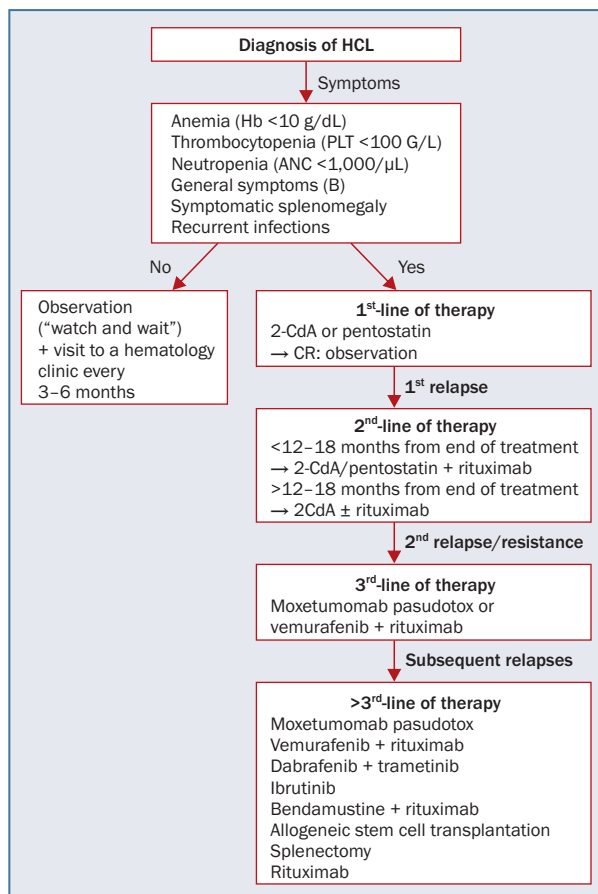 Diagnosis of HCL
Symptoms
Anemia (Hb <10 g/dL)
Thrombocytopenia (PLT <100 G/L)
Neutropenia (ANC <1,000/µL)
General symptoms (B)
Symptomatic splenomegaly
Recurrent infections
No
Yes
Observation
("watch and wait")
+ visit to a hematology
clinic every
3–6 months
1st-line of therapy
2-CdA or pentostatin
→ CR: observation
1st relapse
2nd-line of therapy
<12–18 months from end of treatment
→ 2-CdA/pentostatin + rituximab
>12–18 months from end of treatment
→ 2CdA ± rituximab
2nd relapse/resistance
3rd-line of therapy
Moxetumomab pasudotox or
vemurafenib + rituximab
Subsequent relapses
>3rd-line of therapy
Moxetumomab pasudotox
Vemurafenib + rituximab
Dabrafenib + trametinib
Ibrutinib
Bendamustine + rituximab
Allogeneic stem cell transplantation
Splenectomy
Rituximab